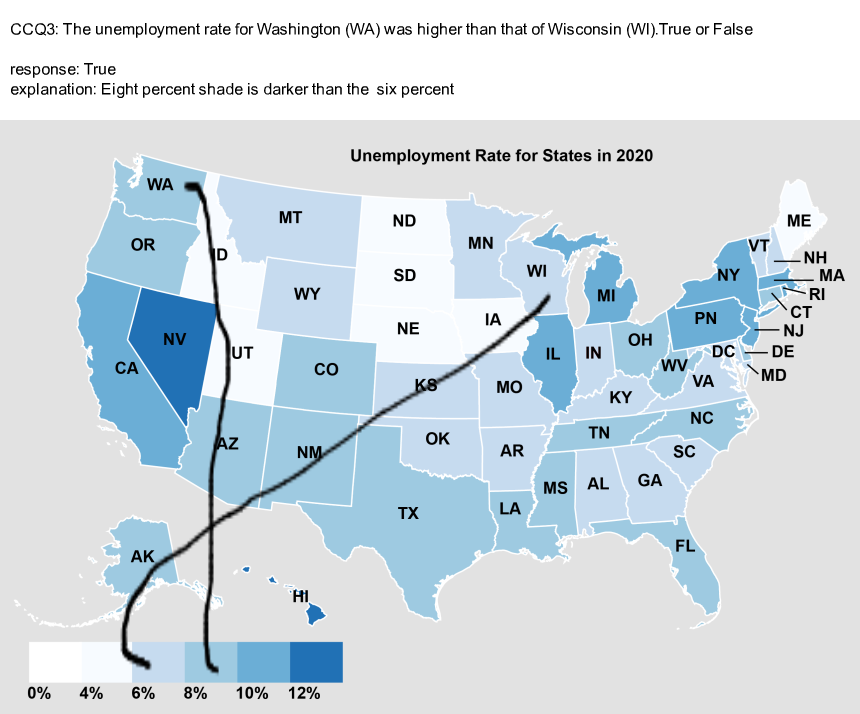 CCQ3: The unemployment rate for Washington (WA) was higher than that of Wisconsin (WI).True or False
response: True
explanation: Eight percent shade is darker than the  six percent
Unemployment Rate for States in 2020
WA
MT
ND
ME
OR
ID
MN
VT
NH
SD
WI
NY
MA
WY
MI
RI
CT
NE
IA
PN
NJ
NV
UT
IL
IN
OH
DC
DE
CA
CO
WV
MD
KS
MO
KY
VA
AZ
NM
OK
AR
TN
NC
SC
TX
LA
MS
AL
GA
FL
AK
HI
0% 4% 6% 8% 10% 12%